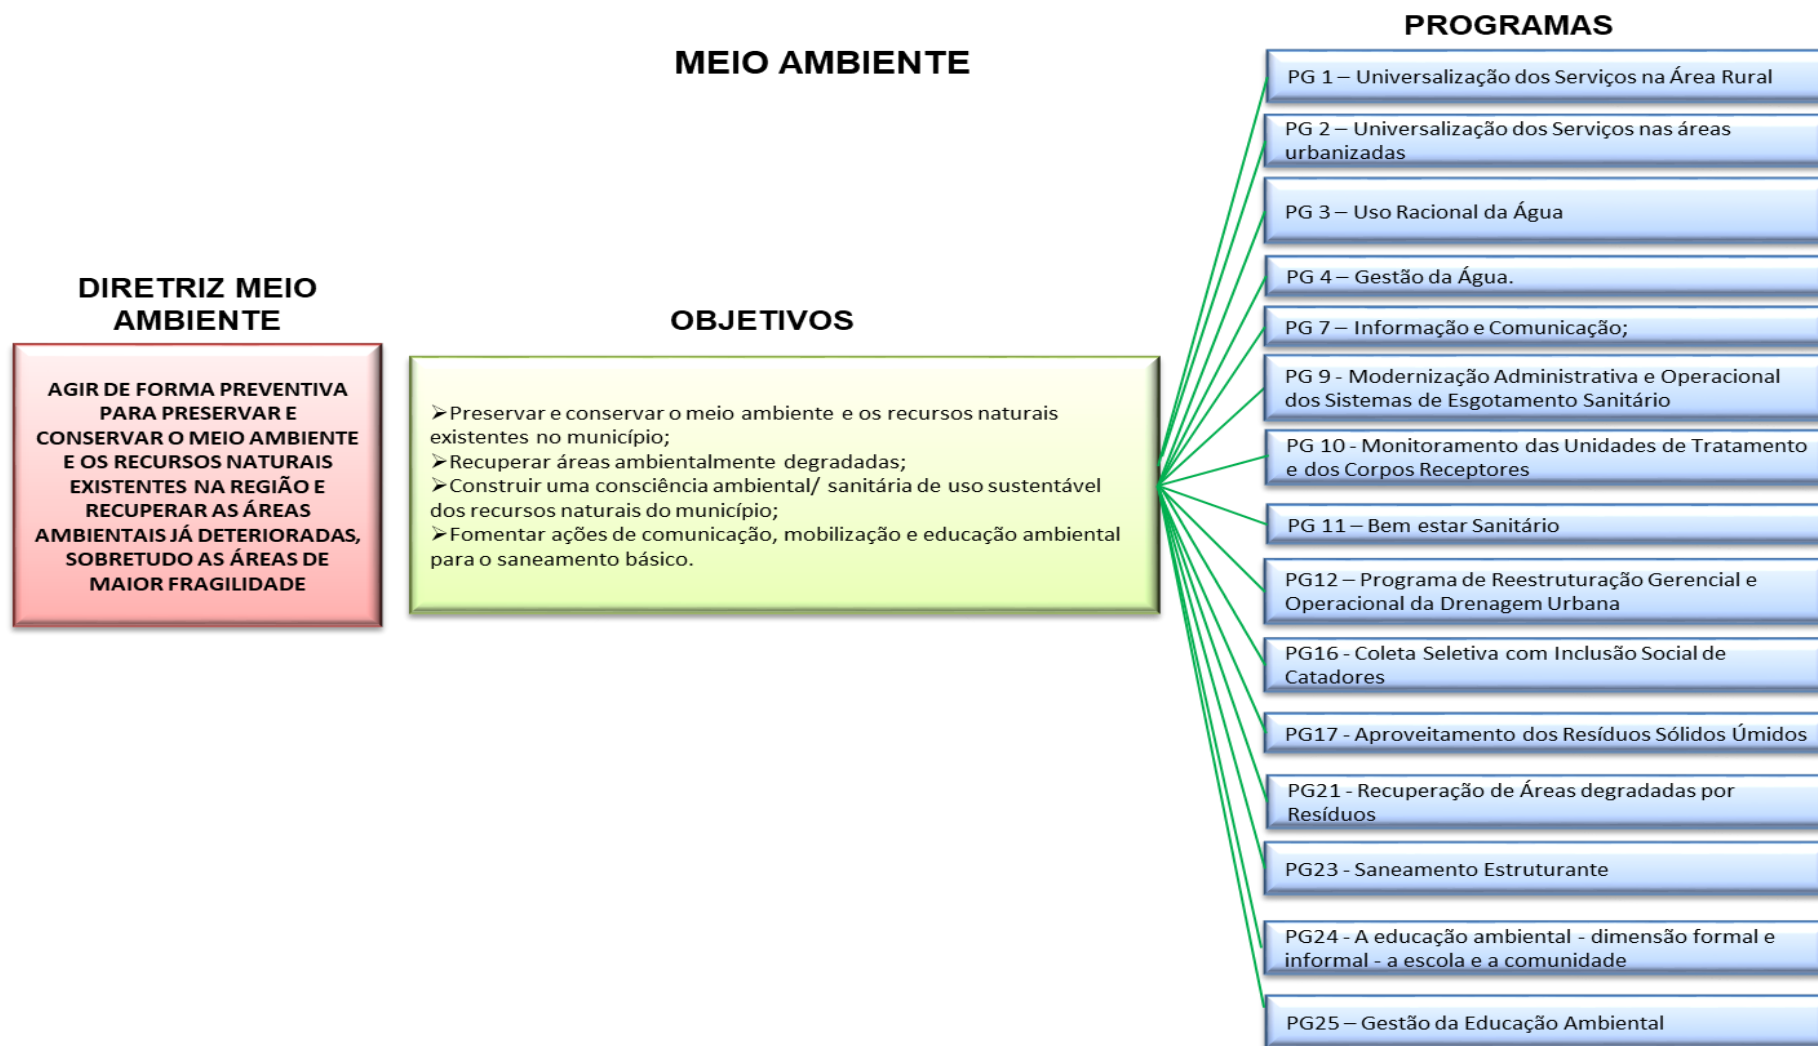 MEIO AMBIENTE
DIRETRIZ MEIO
AMBIENTE
AGIR DE FORMA PREVENTIVA
PARA PRESERVAR E
CONSERVAR O MEIO AMBIENTE
E OS RECURSOS NATURAIS
EXISTENTES NA REGIÃO E
RECUPERAR AS ÁREAS
AMBIENTAIS JÁ DETERIORADAS,
SOBRETUDO AS ÁREAS DE
MAIOR FRAGILIDADE
OBJETIVOS
➢Preservar e conservar o meio ambiente e os recursos naturais
existentes no município;
➢Recuperar áreas ambientalmente degradadas;
➢Construir uma consciência ambiental/ sanitária de uso sustentável
dos recursos naturais do município;
➢Fomentar ações de comunicação, mobilização e educação ambiental
para o saneamento básico.
PROGRAMAS
PG 1 – Universalização dos Serviços na Área Rural
PG 2 – Universalização dos Serviços nas áreas
urbanizadas
PG 3 – Uso Racional da Água
PG 4 – Gestão da Água.
PG 7 – Informação e Comunicação;
PG 9 - Modernização Administrativa e Operacional
dos Sistemas de Esgotamento Sanitário
PG 10 - Monitoramento das Unidades de Tratamento
e dos Corpos Receptores
PG 11 – Bem estar Sanitário
PG12 – Programa de Reestruturação Gerencial e
Operacional da Drenagem Urbana
PG16 - Coleta Seletiva com Inclusão Social de
Catadores
PG17 - Aproveitamento dos Resíduos Sólidos Úmidos
PG21 - Recuperação de Áreas degradadas por
Resíduos
PG23 - Saneamento Estruturante
PG24 - A educação ambiental - dimensão formal e
informal - a escola e a comunidade
PG25 – Gestão da Educação Ambiental